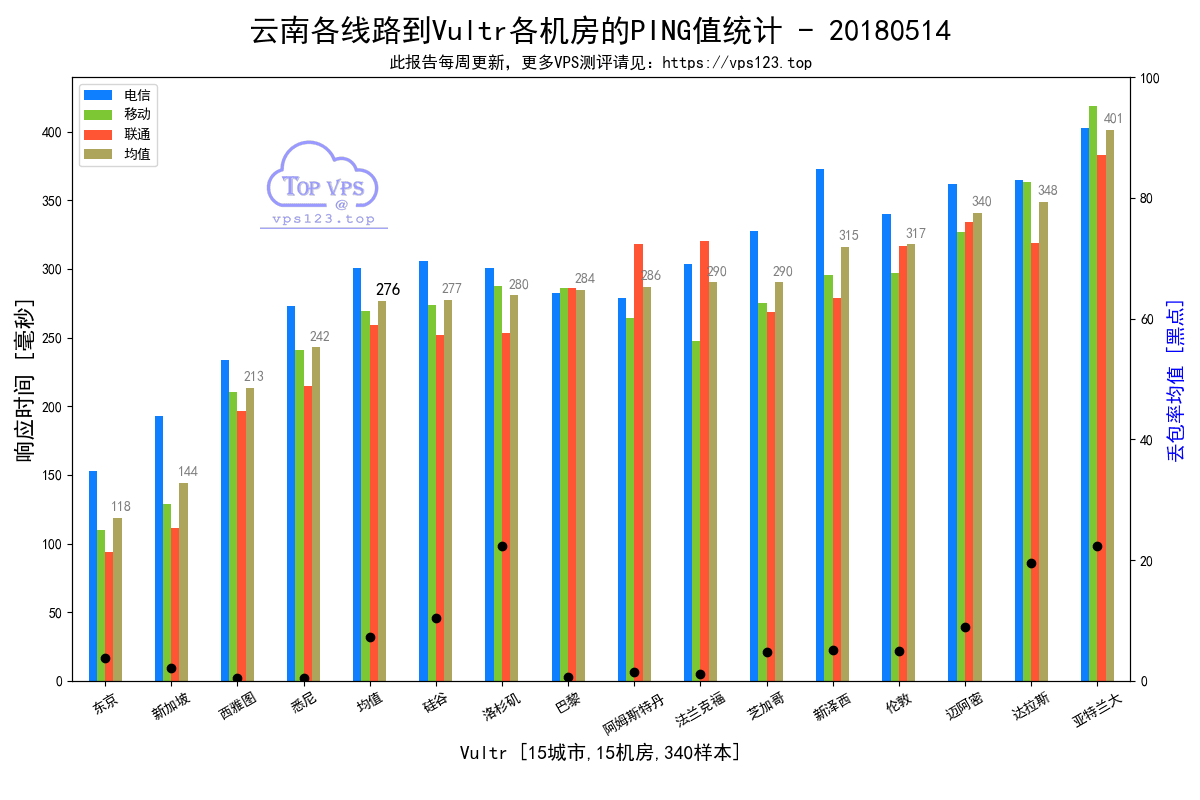 云南各线路到Vultr各机房的PING值统计 - 20180514
此报告每周更新，更多VPS测评请见：https://vps123.top
电信
移动
联通
均值
TOP VPS
@
vps123.top
响应时间 [毫秒]
400
350
300
250
200
150
100
50
0
118
144
213
242
276
277
280
284
286
290
290
315
317
340
348
401
100
80
60
40
20
0
丢包率均值 [黑点]
东京
新加坡
西雅图
悉尼
均值
硅谷
洛杉矶
巴黎
阿姆斯特丹
法兰克福
芝加哥
新泽西
伦敦
迈阿密
达拉斯
亚特兰大
Vultr [15城市,15机房,340样本]